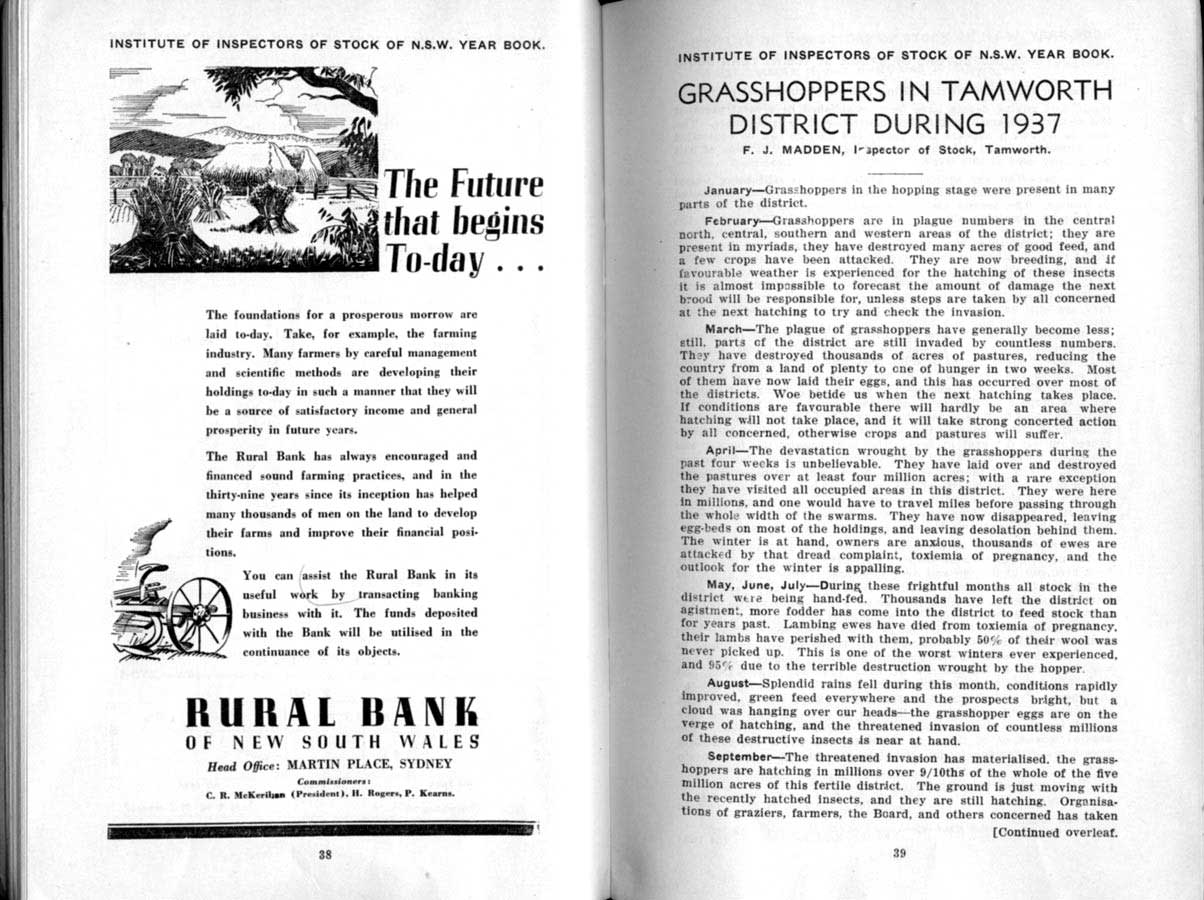 INSTITUTE OF INSPECTORS OF STOCK OF N.S.W. YEAR BOOK.
The Future
that begins
To-day . . .
The foundations for a prosperous morrow are
laid to-day. Take, for example, the farming
industry. Many farmers by careful management
and scientific methods are developing their
holdings to-day in such a manner that they will
be a source of satisfactory income and general
prosperity in future years.
The Rural Bank has always encouraged and
financed sound farming practices, and in the
thirty-nine years since its inception has helped
many thousands of men on the land to develop
their farms and improve their financial posi-
tions.
You can assist the Rural Bank in its
useful work by transacting banking
business with it. The funds deposited
with the Bank will be utilised in the
continuance of its objects.
RURAL BANK
OF NEW SOUTH WALES
Head Office: MARTIN PLACE, SYDNEY
Commissioners:
C. R. McKerihan (President), H. Rogers, P. Kearns.
38
INSTITUTE OF INSPECTORS OF STOCK OF N.S.W. YEAR BOOK.
GRASSHOPPERS IN TAMWORTH
DISTRICT DURING 1937
F. J. MADDEN, Inspector of Stock, Tamworth.
January—Grasshoppers in the hopping stage were present in many
parts of the district.
February—Grasshoppers are in plague numbers in the central
north, central, southern and western areas of the district; they are
present in myriads, they have destroyed many acres of good feed, and
a few crops have been attacked. They are now breeding, and if
favourable weather is experienced for the hatching of these insects
it is almost impossible to forecast the amount of damage the next
brood will be responsible for, unless steps are taken by all concerned
at the next hatching to try and check the invasion.
March—The plague of grasshoppers have generally become less;
still, parts of the district are still invaded by countless numbers.
They have destroyed thousands of acres of pastures, reducing the
country from a land of plenty to one of hunger in two weeks. Most
of them have now laid their eggs, and this has occurred over most of
the districts. Woe betide us when the next hatching takes place.
If conditions are favourable there will hardly be an area where
hatching will not take place, and it will take strong concerted action
by all concerned, otherwise crops and pastures will suffer.
April—The devastation wrought by the grasshoppers during the
past four weeks is unbelievable. They have laid over and destroyed
the pastures over at least four million acres; with a rare exception
they have visited all occupied areas in this district. They were here
in millions, and one would have to travel miles before passing through
the whole width of the swarms. They have now disappeared, leaving
egg-beds on most of the holdings, and leaving desolation behind them.
The winter is at hand, owners are anxious, thousands of ewes are
attacked by that dread complaint, toxiemia of pregnancy, and the
outlook for the winter is appalling.
May, June, July—During these frightful months all stock in the
district were being hand-fed. Thousands have left the district on
agistment, more fodder has come into the district to feed stock than
for years past. Lambing ewes have died from toxiemia of pregnancy,
their lambs have perished with them, probably 50% of their wool was
never picked up. This is one of the worst winters ever experienced,
and 95% due to the terrible destruction wrought by the hopper.
August—Splendid rains fell during this month, conditions rapidly
improved, green feed everywhere and the prospects bright, but a
cloud was hanging over our heads—the grasshopper eggs are on the
verge of hatching, and the threatened invasion of countless millions
of these destructive insects is near at hand.
September—The threatened invasion has materialised, the grass-
hoppers are hatching in millions over 9/10ths of the whole of the five
million acres of this fertile district. The ground is just moving with
the recently hatched insects, and they are still hatching. Organisa-
tions of graziers, farmers, the Board, and others concerned has taken
[Continued overleaf.
39